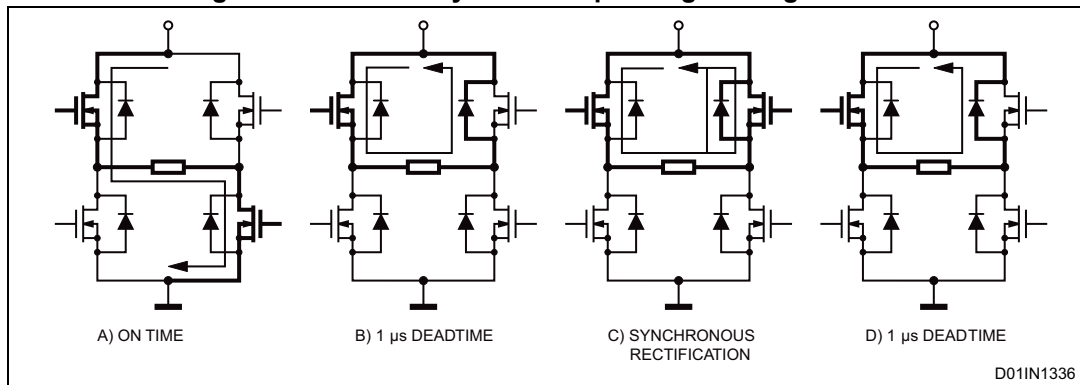 A) ON TIME
B) 1 µs DEADTIME
C) SYNCHRONOUS
RECTIFICATION
D) 1 µs DEADTIME
D01IN1336